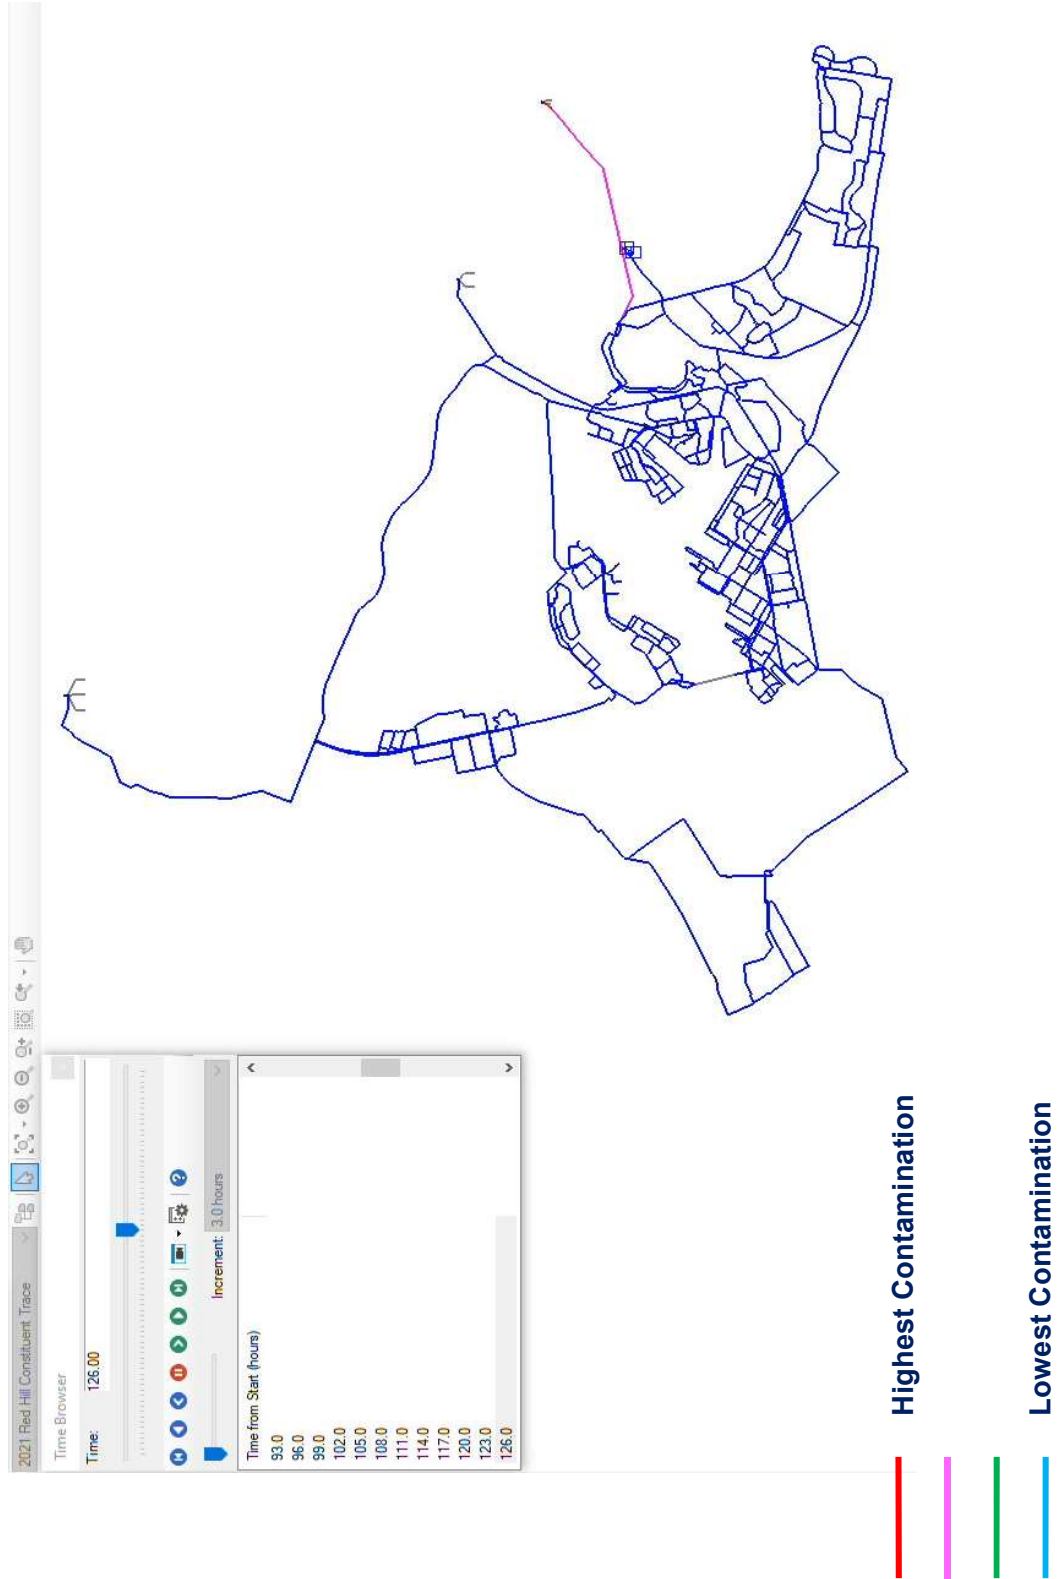 2021 Red Hill Constituent Trace
Time Browser
Time:
126.00
Increment:
3.0 hours
Time from Start (hours)
93.0
96.0
99.0
102.0
105.0
108.0
111.0
114.0
117.0
120.0
123.0
126.0
Highest Contamination
Lowest Contamination